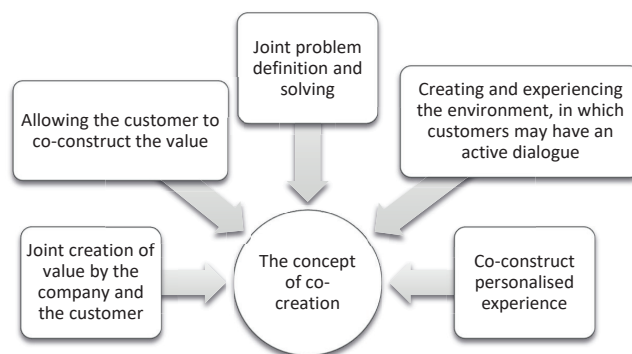 Joint problem
definition and
solving
Allowing the customer to
co-construct the value
Creating and experiencing
the environment, in which
customers may have an
active dialogue
Joint creation of
value by the
company and
the customer
The concept
of co-
creation
Co-construct
personalised
experience